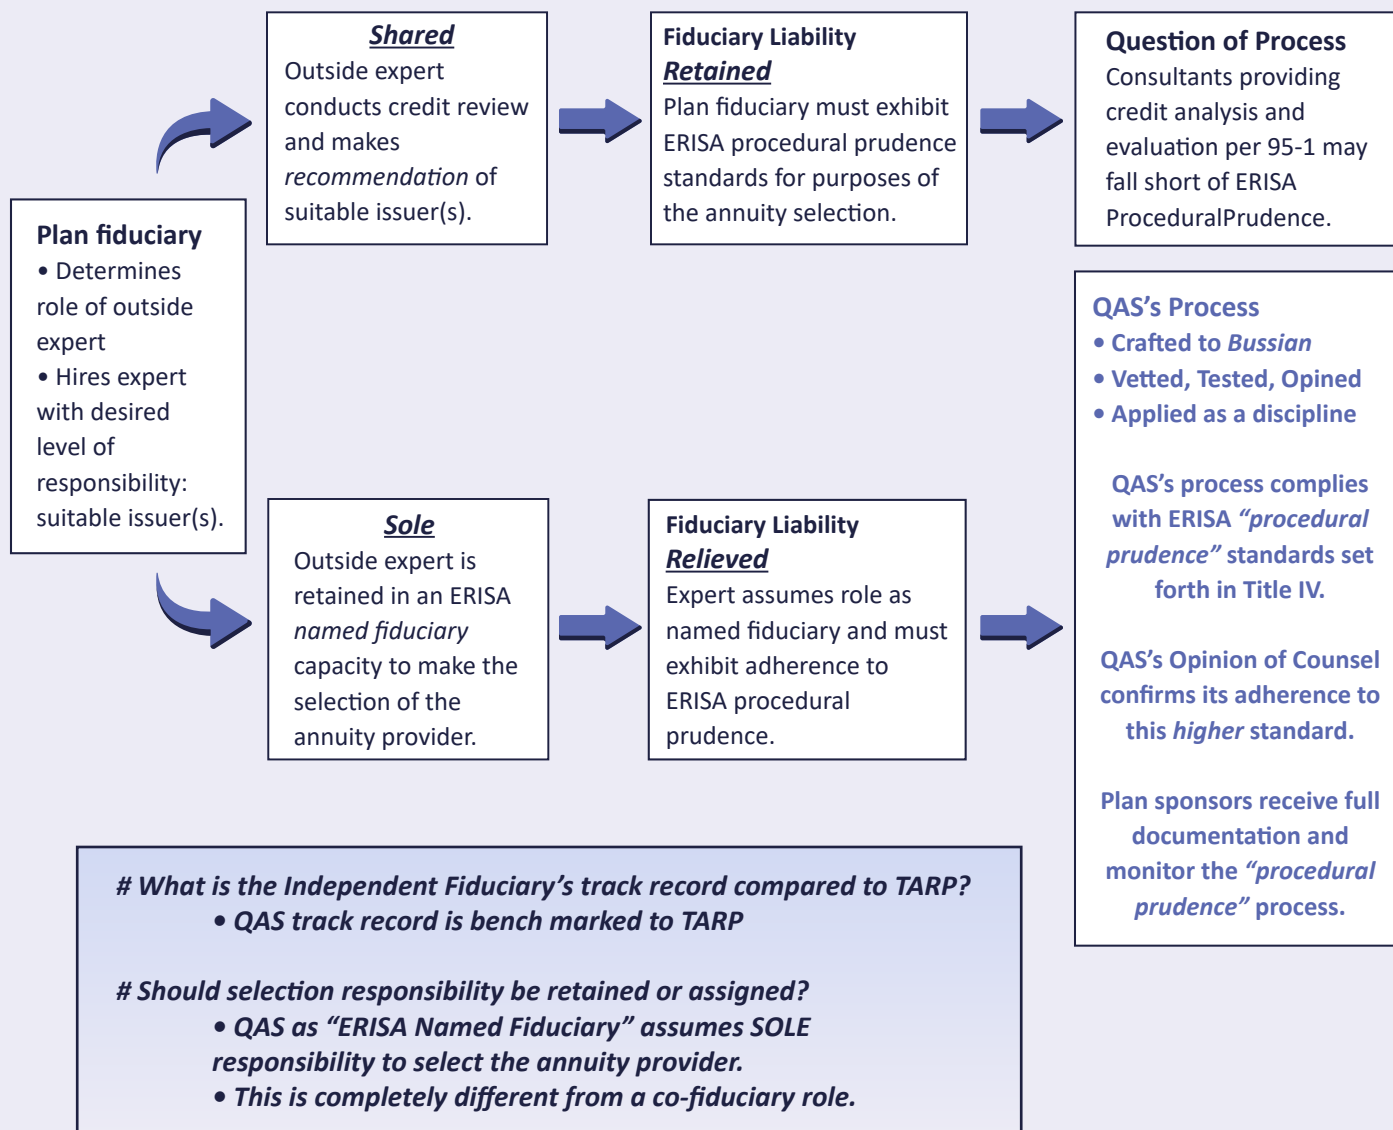 Plan fiduciary
• Determines
role of outside
expert
• Hires expert
with desired
level of
responsibility:
suitable issuer(s).
Shared
Outside expert
conducts credit review
and makes
recommendation of
suitable issuer(s).
Fiduciary Liability
Retained
Plan fiduciary must exhibit
ERISA procedural prudence
standards for purposes of
the annuity selection.
Question of Process
Consultants providing
credit analysis and
evaluation per 95-1 may
fall short of ERISA
ProceduralPrudence.
Sole
Outside expert is
retained in an ERISA
named fiduciary
capacity to make the
selection of the
annuity provider.
Fiduciary Liability
Relieved
Expert assumes role as
named fiduciary and must
exhibit adherence to
ERISA procedural
prudence.
QAS’s Process
• Crafted to Bussian
• Vetted, Tested, Opined
• Applied as a discipline
QAS’s process complies
with ERISA “procedural
prudence” standards set
forth in Title IV.
QAS’s Opinion of Counsel
confirms its adherence to
this higher standard.
Plan sponsors receive full
documentation and
monitor the “procedural
prudence” process.
# What is the Independent Fiduciary’s track record compared to TARP?
• QAS track record is bench marked to TARP
# Should selection responsibility be retained or assigned?
• QAS as “ERISA Named Fiduciary” assumes SOLE
responsibility to select the annuity provider.
• This is completely different from a co-fiduciary role.